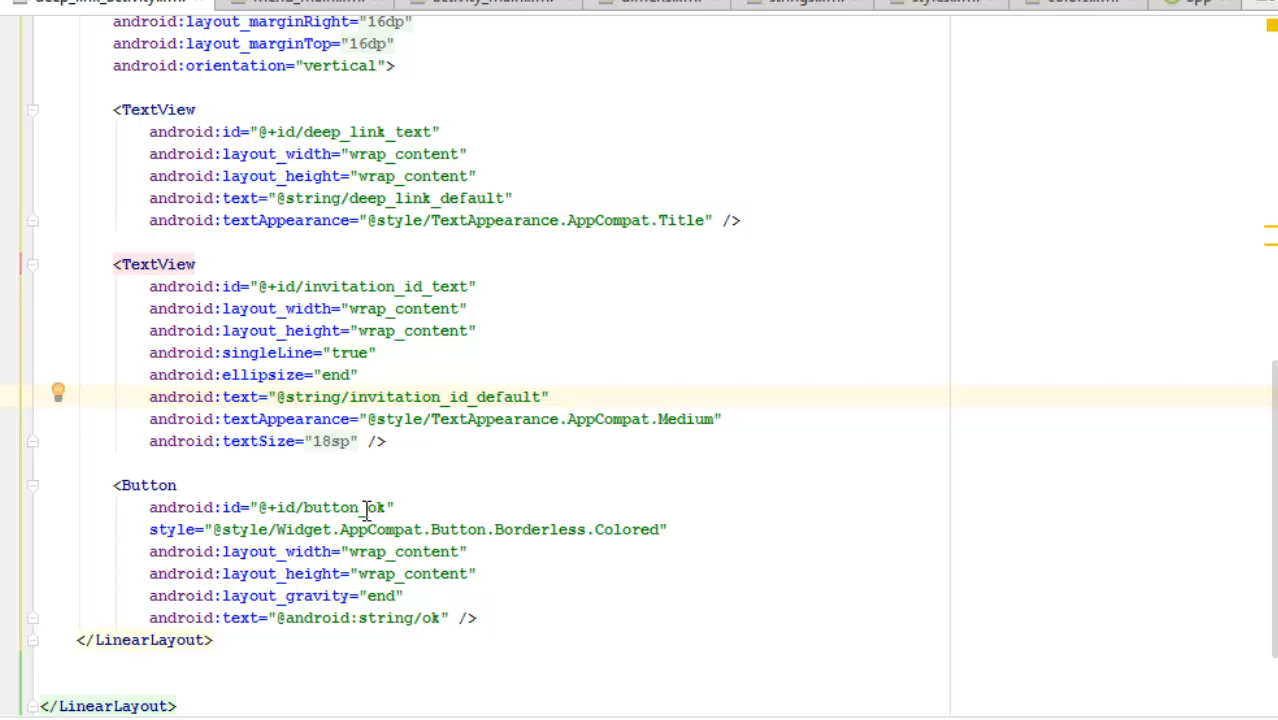 android:layout_marginRight="16dp"
android:layout_marginTop="16dp"
android:orientation="vertical">
<TextView
android:id="@+id/deep_link_text"
android:layout_width="wrap_content"
android:layout_height="wrap_content"
android:text="@string/deep_link_default"
android:textAppearance="@style/TextAppearance.AppCompat.Title" />
<TextView
android:id="@+id/invitation_id_text"
android:layout_width="wrap_content"
android:layout_height="wrap_content"
android:singleLine="true"
android:ellipsize="end"
android:text="@string/invitation_id_default"
android:textAppearance="@style/TextAppearance.AppCompat.Medium"
android:textSize="18sp" />
<Button
android:id="@+id/button_ok"
style="@style/Widget.AppCompat.Button.Borderless.Colored"
android:layout_width="wrap_content"
android:layout_height="wrap_content"
android:layout_gravity="end"
android:text="@android:string/ok" />
</LinearLayout>
</LinearLayout>